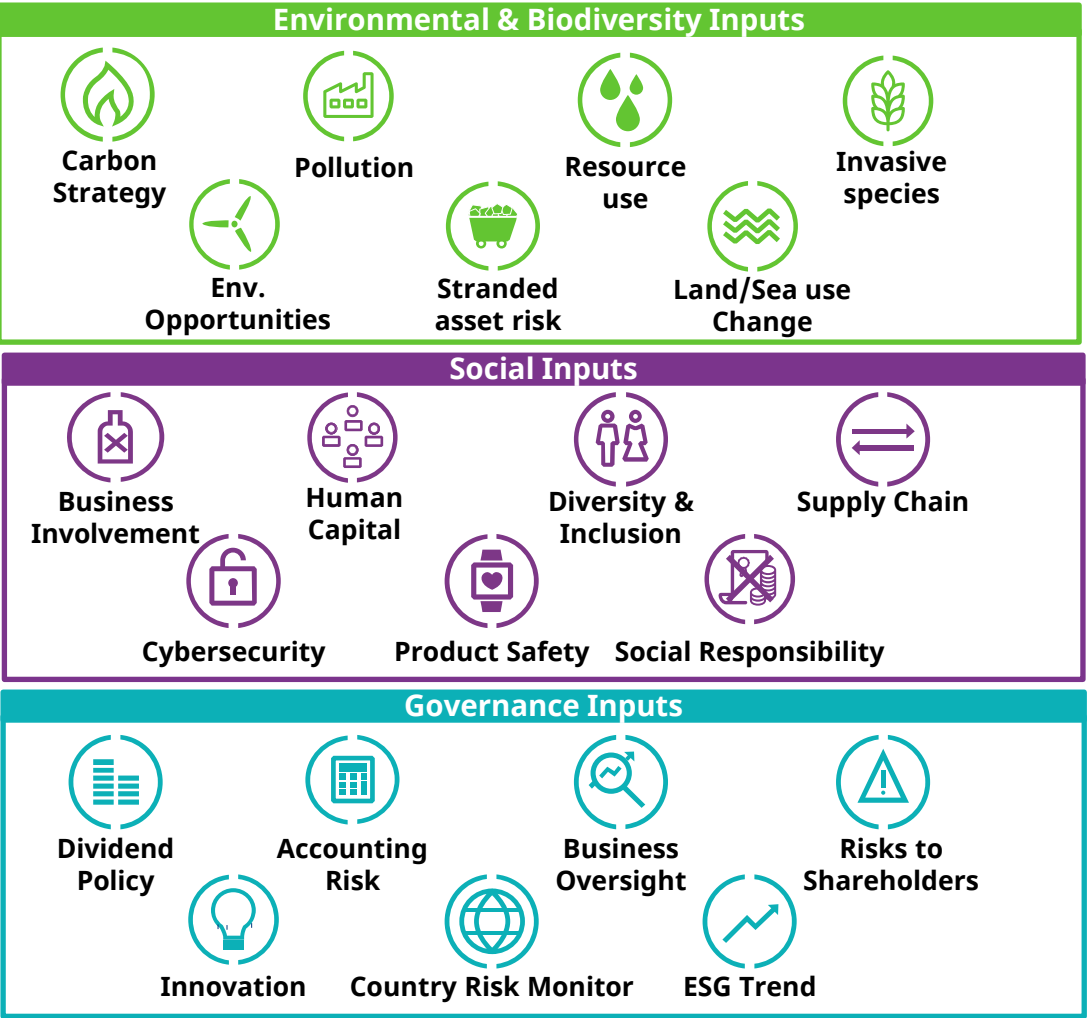 Environmental & Biodiversity Inputs
Carbon
Strategy
Pollution
Resource
use
Invasive
species
Env.
Opportunities
Stranded
asset risk
Land/Sea use
Change
Social Inputs
Business
Involvement
Human
Capital
Diversity &
Inclusion
Supply Chain
Cybersecurity
Product Safety
Social Responsibility
Governance Inputs
Dividend
Policy
Accounting
Risk
Business
Oversight
Risks to
Shareholders
Innovation
Country Risk Monitor
ESG Trend